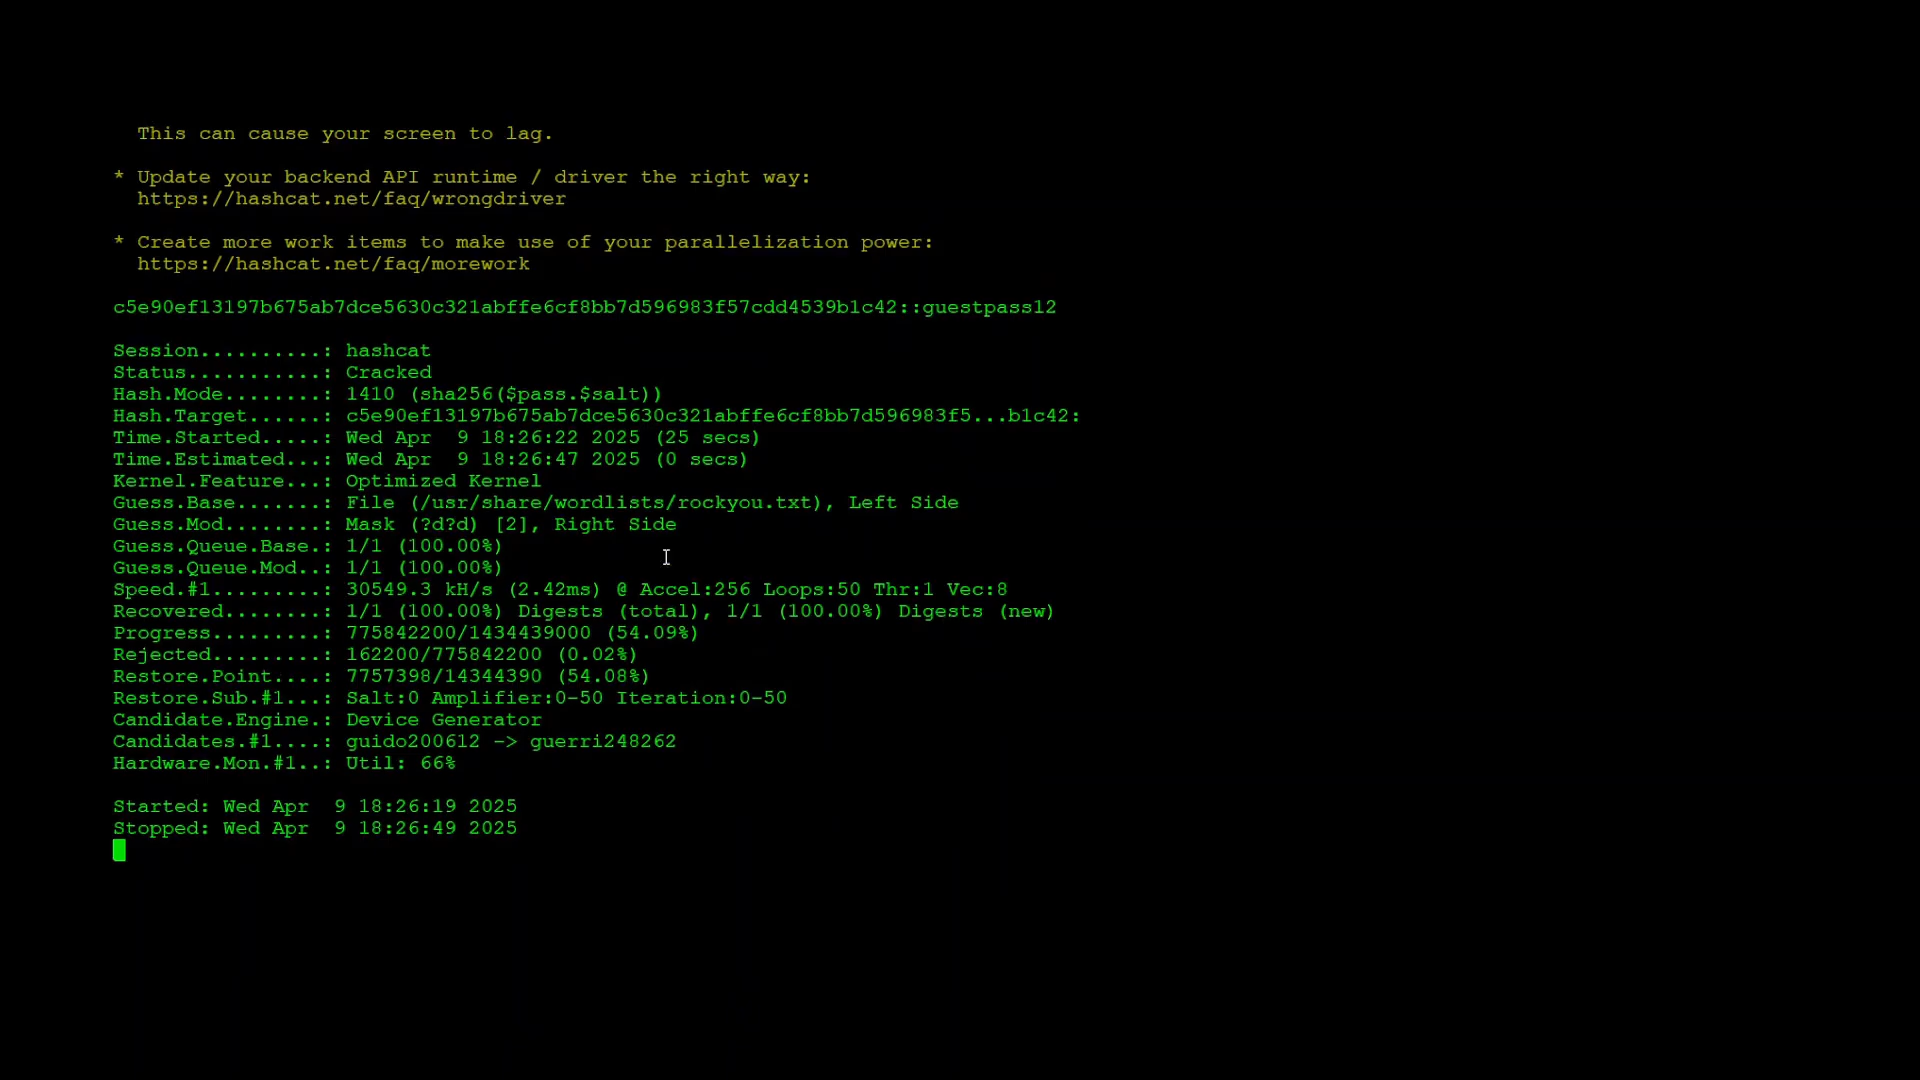 This can cause your screen to lag.
* Update your backend API runtime / driver the right way:
https://hashcat.net/faq/wrongdriver
* Create more work items to make use of your parallelization power:
https://hashcat.net/faq/morework
c5e90ef13197b675ab7dce5630c321abffe6cf8bb7d596983f57cdd4539b1c42::guestpass12
Session..........: hashcat
Status...........: Cracked
Hash.Mode........: 1410 (sha256($pass.$salt))
Hash.Target......: c5e90ef13197b675ab7dce5630c321abffe6cf8bb7d596983f5...b1c42:
Time.Started.....: Wed Apr  9 18:26:22 2025 (25 secs)
Time.Estimated...: Wed Apr  9 18:26:47 2025 (0 secs)
Kernel.Feature...: Optimized Kernel
Guess.Base.......: File (/usr/share/wordlists/rockyou.txt), Left Side
Guess.Mod........: Mask (?d?d) [2], Right Side
Guess.Queue.Base.: 1/1 (100.00%)
Guess.Queue.Mod..: 1/1 (100.00%)
Speed.#1.........: 30549.3 kH/s (2.42ms) @ Accel:256 Loops:50 Thr:1 Vec:8
Recovered........: 1/1 (100.00%) Digests (total), 1/1 (100.00%) Digests (new)
Progress.........: 775842200/1434439000 (54.09%)
Rejected.........: 162200/775842200 (0.02%)
Restore.Point....: 7757398/14344390 (54.08%)
Restore.Sub.#1...: Salt:0 Amplifier:0-50 Iteration:0-50
Candidate.Engine.: Device Generator
Candidates.#1....: guido200612 -> guerri248262
Hardware.Mon.#1..: Util: 66%
Started: Wed Apr  9 18:26:19 2025
Stopped: Wed Apr  9 18:26:49 2025